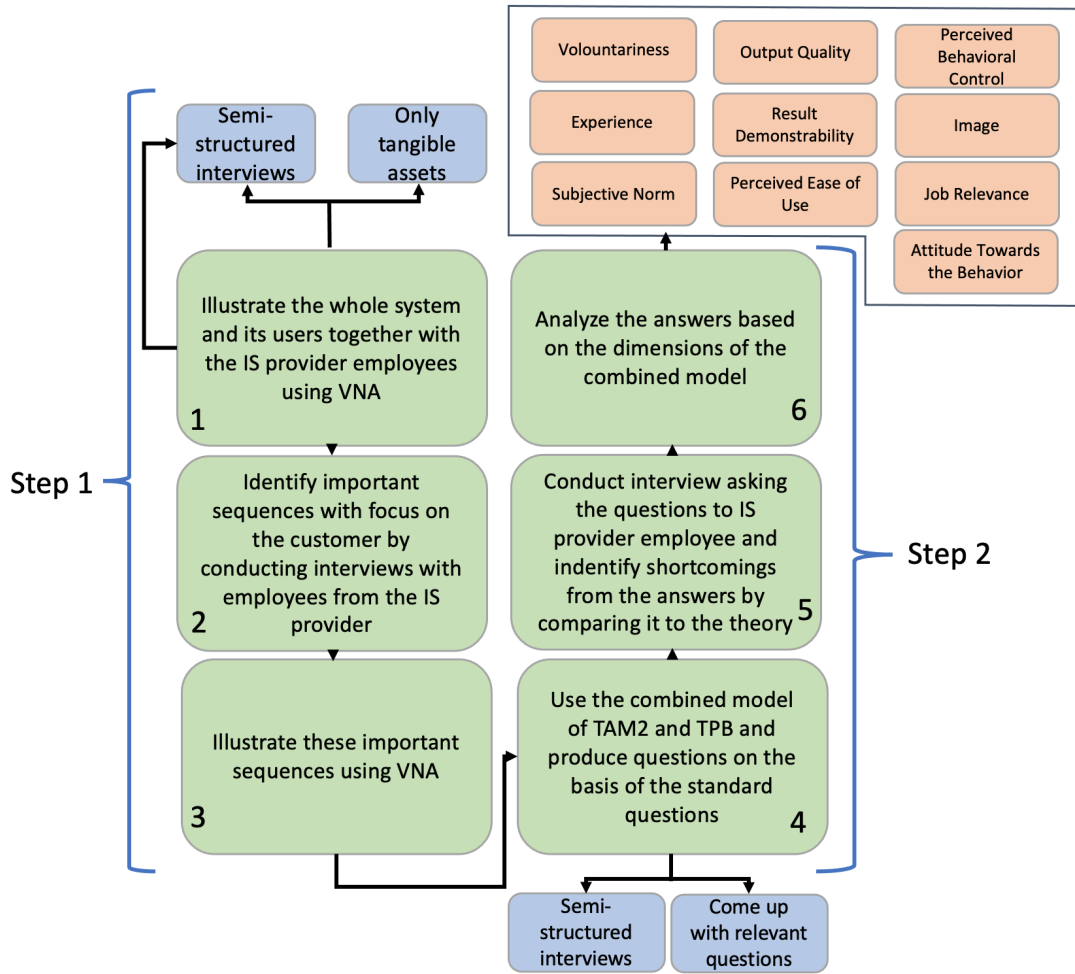 Volountariness
Output Quality
Perceived
Behavioral
Control
Experience
Result
Demonstrability
Image
Subjective Norm
Perceived Ease of
Use
Job Relevance
Attitude Towards
the Behavior
Semi-
structured
interviews
Only
tangible
assets
Step 1
Illustrate the whole system
and its users together with
the IS provider employees
using VNA
1
Identify important
sequences with focus on
the customer by
conducting interviews with
employees from the IS
provider
2
Illustrate these important
sequences using VNA
3
Analyze the answers based
on the dimensions of the
combined model
6
Conduct interview asking
the questions to IS
provider employee and
indentify shortcomings
from the answers by
comparing it to the theory
5
Use the combined model
of TAM2 and TPB and
produce questions on the
basis of the standard
questions
4
Step 2
Semi-
structured
interviews
Come up
with relevant
questions